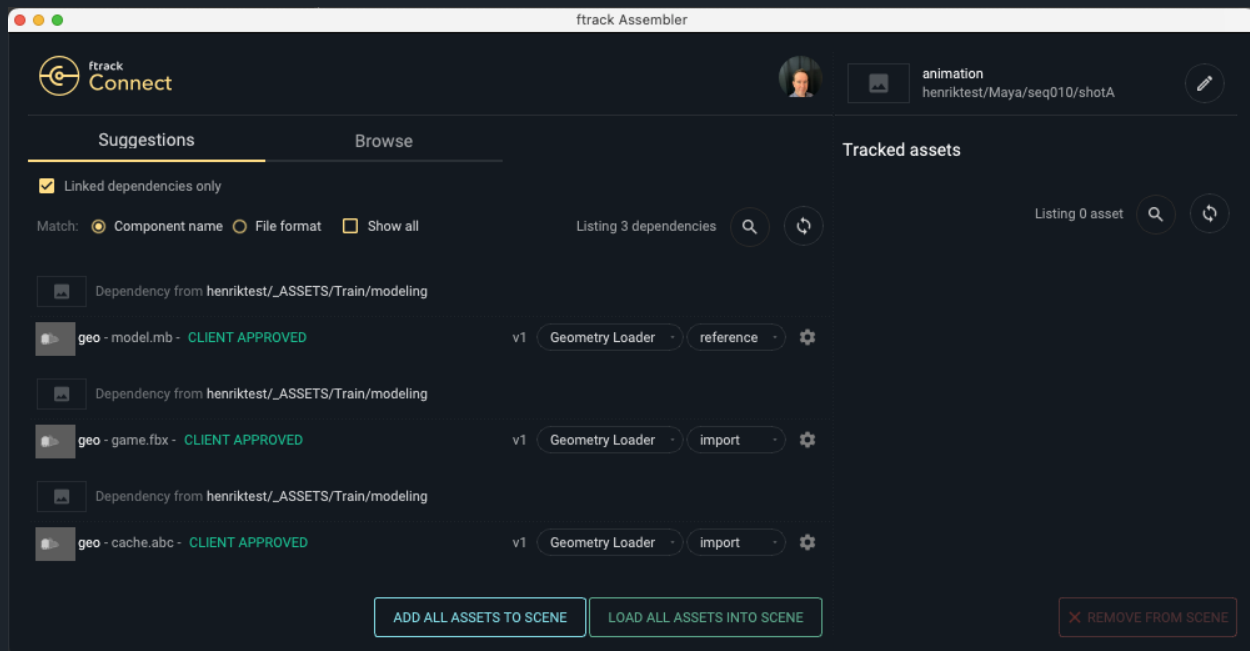 ftrack Assembler
ftrack
Connect
animation
henriktest/Maya/seq010/shotA
Suggestions
Browse
Tracked assets
Linked dependencies only
Match: Component name File format Show all
Listing 3 dependencies
Listing 0 asset
Dependency from henriktest/_ASSETS/Train/modeling
geo - model.mb - CLIENT APPROVED v1 Geometry Loader reference
Dependency from henriktest/_ASSETS/Train/modeling
geo - game.fbx - CLIENT APPROVED v1 Geometry Loader import
Dependency from henriktest/_ASSETS/Train/modeling
geo - cache.abc - CLIENT APPROVED v1 Geometry Loader import
ADD ALL ASSETS TO SCENE
LOAD ALL ASSETS INTO SCENE
REMOVE FROM SCENE